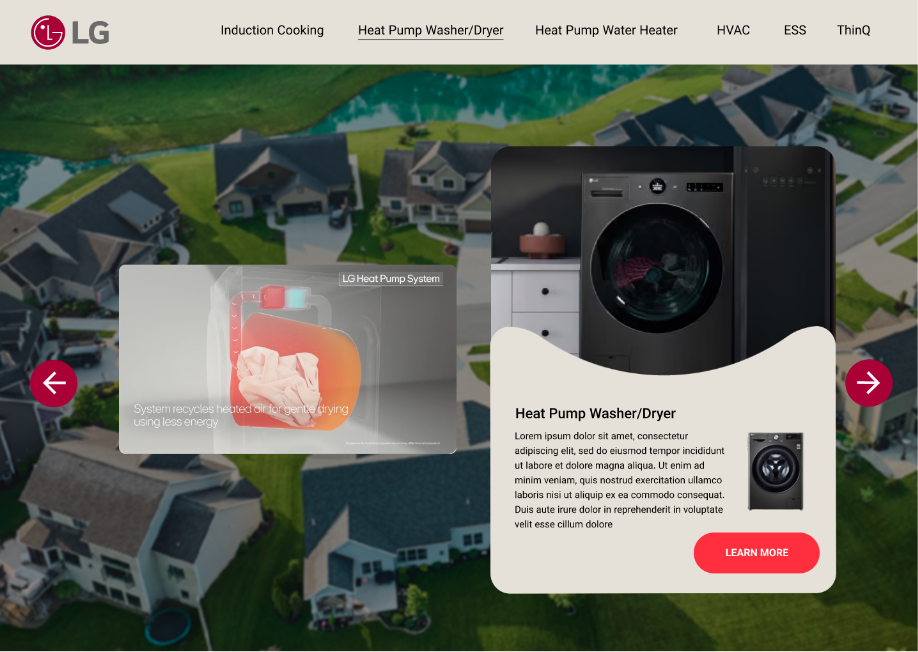 LG
Induction Cooking
Heat Pump Washer/Dryer
Heat Pump Water Heater
HVAC
ESS
ThinQ
LG Heat Pump System
System recycles heated air for gentle drying
using less energy
LG
Heat Pump Washer/Dryer
Lorem ipsum dolor sit amet, consectetur
adipiscing elit, sed do eiusmod tempor incididunt
ut labore et dolore magna aliqua. Ut enim ad
minim veniam, quis nostrud exercitation ullamco
laboris nisi ut aliquip ex ea commodo consequat.
Duis aute irure dolor in reprehenderit in voluptate
velit esse cillum dolore
LEARN MORE